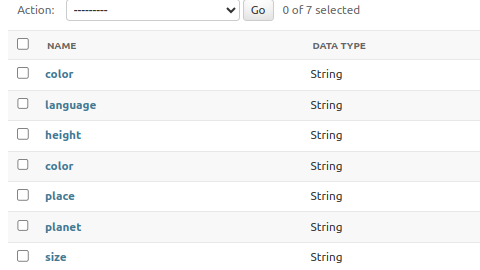 Action: --------- Go 0 of 7 selected
NAME DATA TYPE
color String
language String
height String
color String
place String
planet String
size String